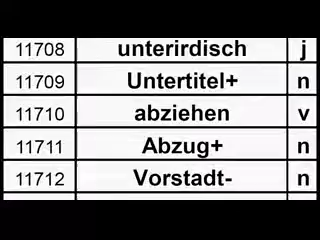 11708 unterirdisch j
11709 Untertitel+ n
11710 abziehen v
11711 Abzug+ n
11712 Vorstadt- n